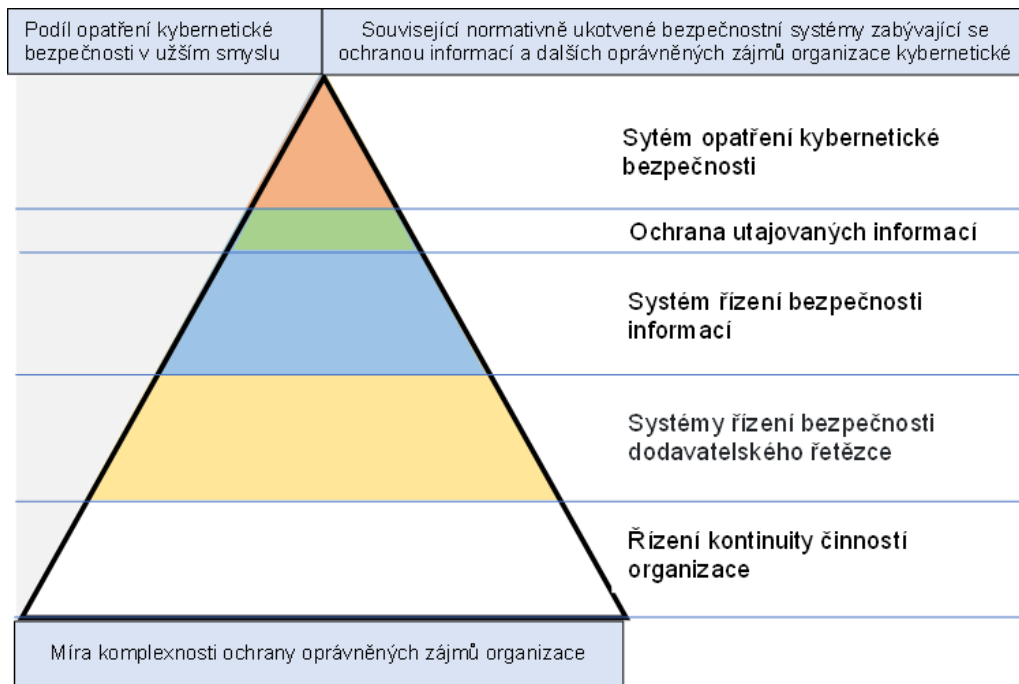 Podíl opatření kybernetické
bezpečnosti v užším smyslu
Související normativně ukotvené bezpečnostní systémy zabývající se
ochranou informací a dalších oprávněných zájmů organizace kybernetické
Sytém opatření kybernetické
bezpečnosti
Ochrana utajovaných informací
Systém řízení bezpečnosti
informací
Systémy řízení bezpečnosti
dodavatelského řetězce
Řízení kontinuity činností
organizace
Míra komplexnosti ochrany oprávněných zájmů organizace